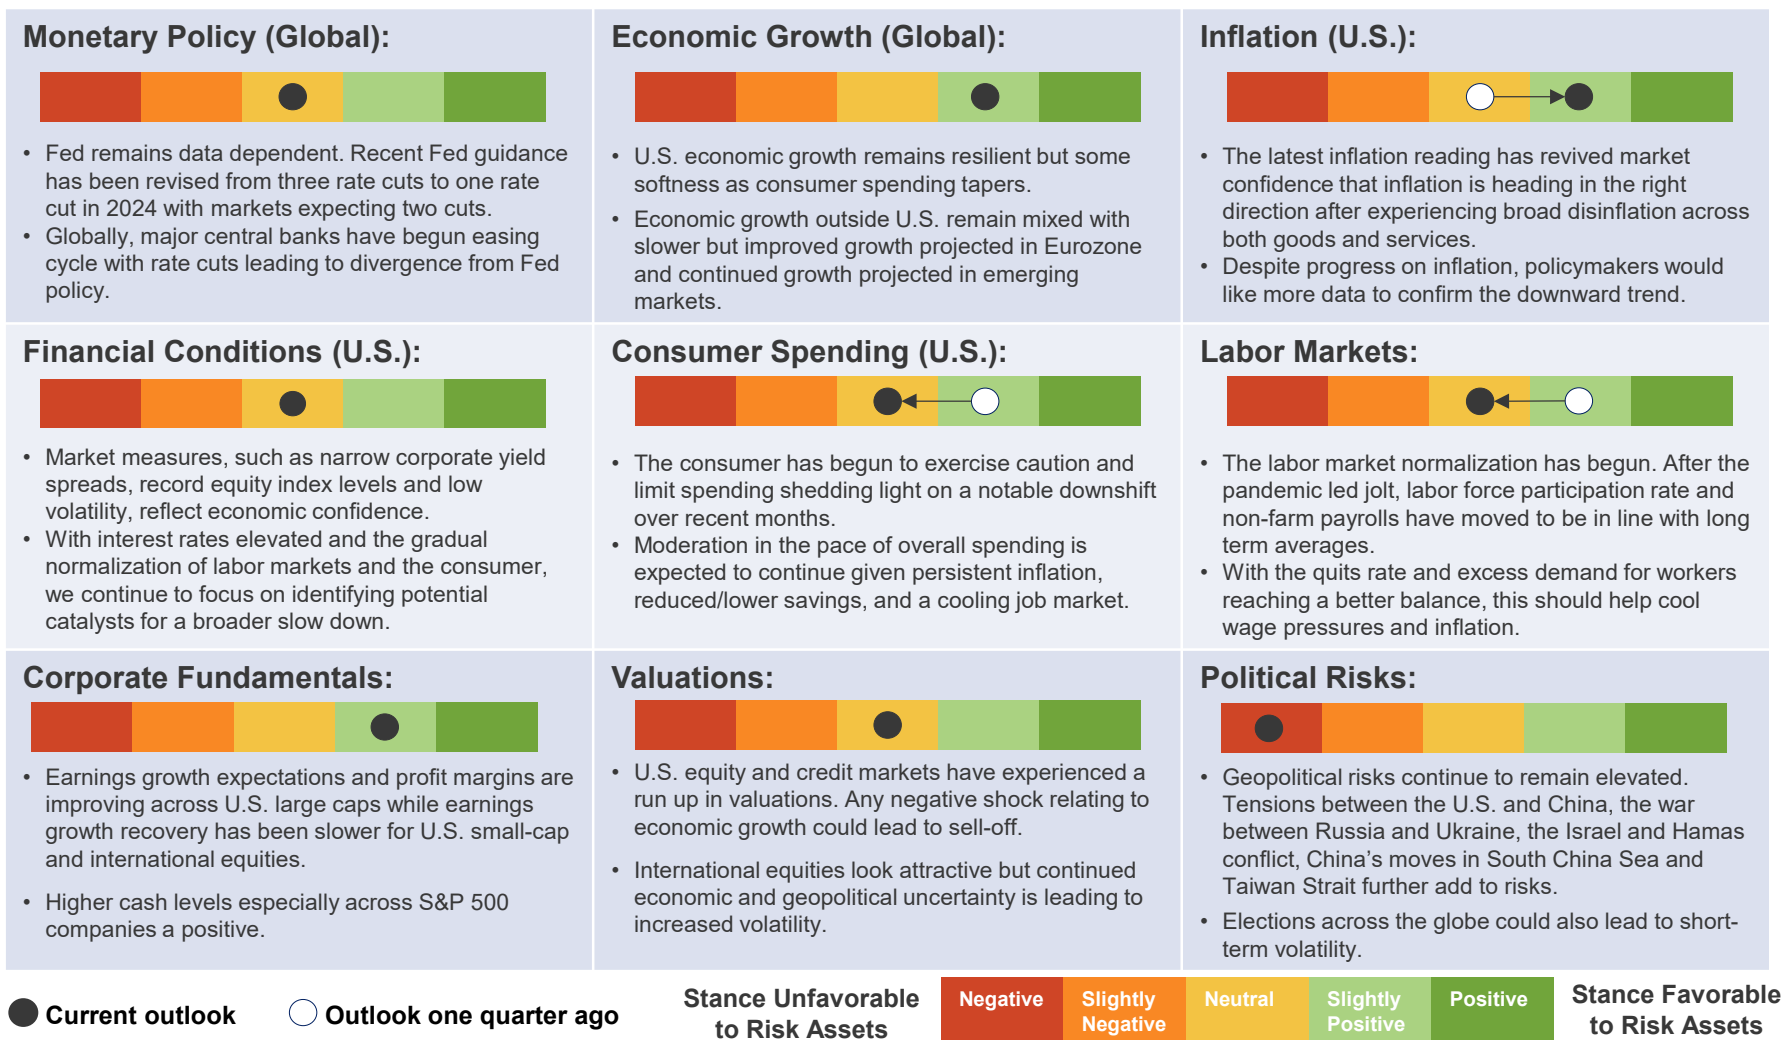 Monetary Policy (Global):
• Fed remains data dependent. Recent Fed guidance
has been revised from three rate cuts to one rate
cut in 2024 with markets expecting two cuts.
• Globally, major central banks have begun easing
cycle with rate cuts leading to divergence from Fed
policy.
Economic Growth (Global):
• U.S. economic growth remains resilient but some
softness as consumer spending tapers.
• Economic growth outside U.S. remain mixed with
slower but improved growth projected in Eurozone
and continued growth projected in emerging
markets.
Inflation (U.S.):
• The latest inflation reading has revived market
confidence that inflation is heading in the right
direction after experiencing broad disinflation across
both goods and services.
• Despite progress on inflation, policymakers would
like more data to confirm the downward trend.
Financial Conditions (U.S.):
• Market measures, such as narrow corporate yield
spreads, record equity index levels and low
volatility, reflect economic confidence.
• With interest rates elevated and the gradual
normalization of labor markets and the consumer,
we continue to focus on identifying potential
catalysts for a broader slow down.
Consumer Spending (U.S.):
• The consumer has begun to exercise caution and
limit spending shedding light on a notable downshift
over recent months.
• Moderation in the pace of overall spending is
expected to continue given persistent inflation,
reduced/lower savings, and a cooling job market.
Labor Markets:
• The labor market normalization has begun. After the
pandemic led jolt, labor force participation rate and
non-farm payrolls have moved to be in line with long
term averages.
• With the quits rate and excess demand for workers
reaching a better balance, this should help cool
wage pressures and inflation.
Corporate Fundamentals:
• Earnings growth expectations and profit margins are
improving across U.S. large caps while earnings
growth recovery has been slower for U.S. small-cap
and international equities.
• Higher cash levels especially across S&P 500
companies a positive.
Valuations:
• U.S. equity and credit markets have experienced a
run up in valuations. Any negative shock relating to
economic growth could lead to sell-off.
• International equities look attractive but continued
economic and geopolitical uncertainty is leading to
increased volatility.
Political Risks:
• Geopolitical risks continue to remain elevated.
Tensions between the U.S. and China, the war
between Russia and Ukraine, the Israel and Hamas
conflict, China’s moves in South China Sea and
Taiwan Strait further add to risks.
• Elections across the globe could also lead to short-
term volatility.
Current outlook
Outlook one quarter ago
Stance Unfavorable
to Risk Assets
Negative
Slightly
Negative
Neutral
Slightly
Positive
Positive
Stance Favorable
to Risk Assets